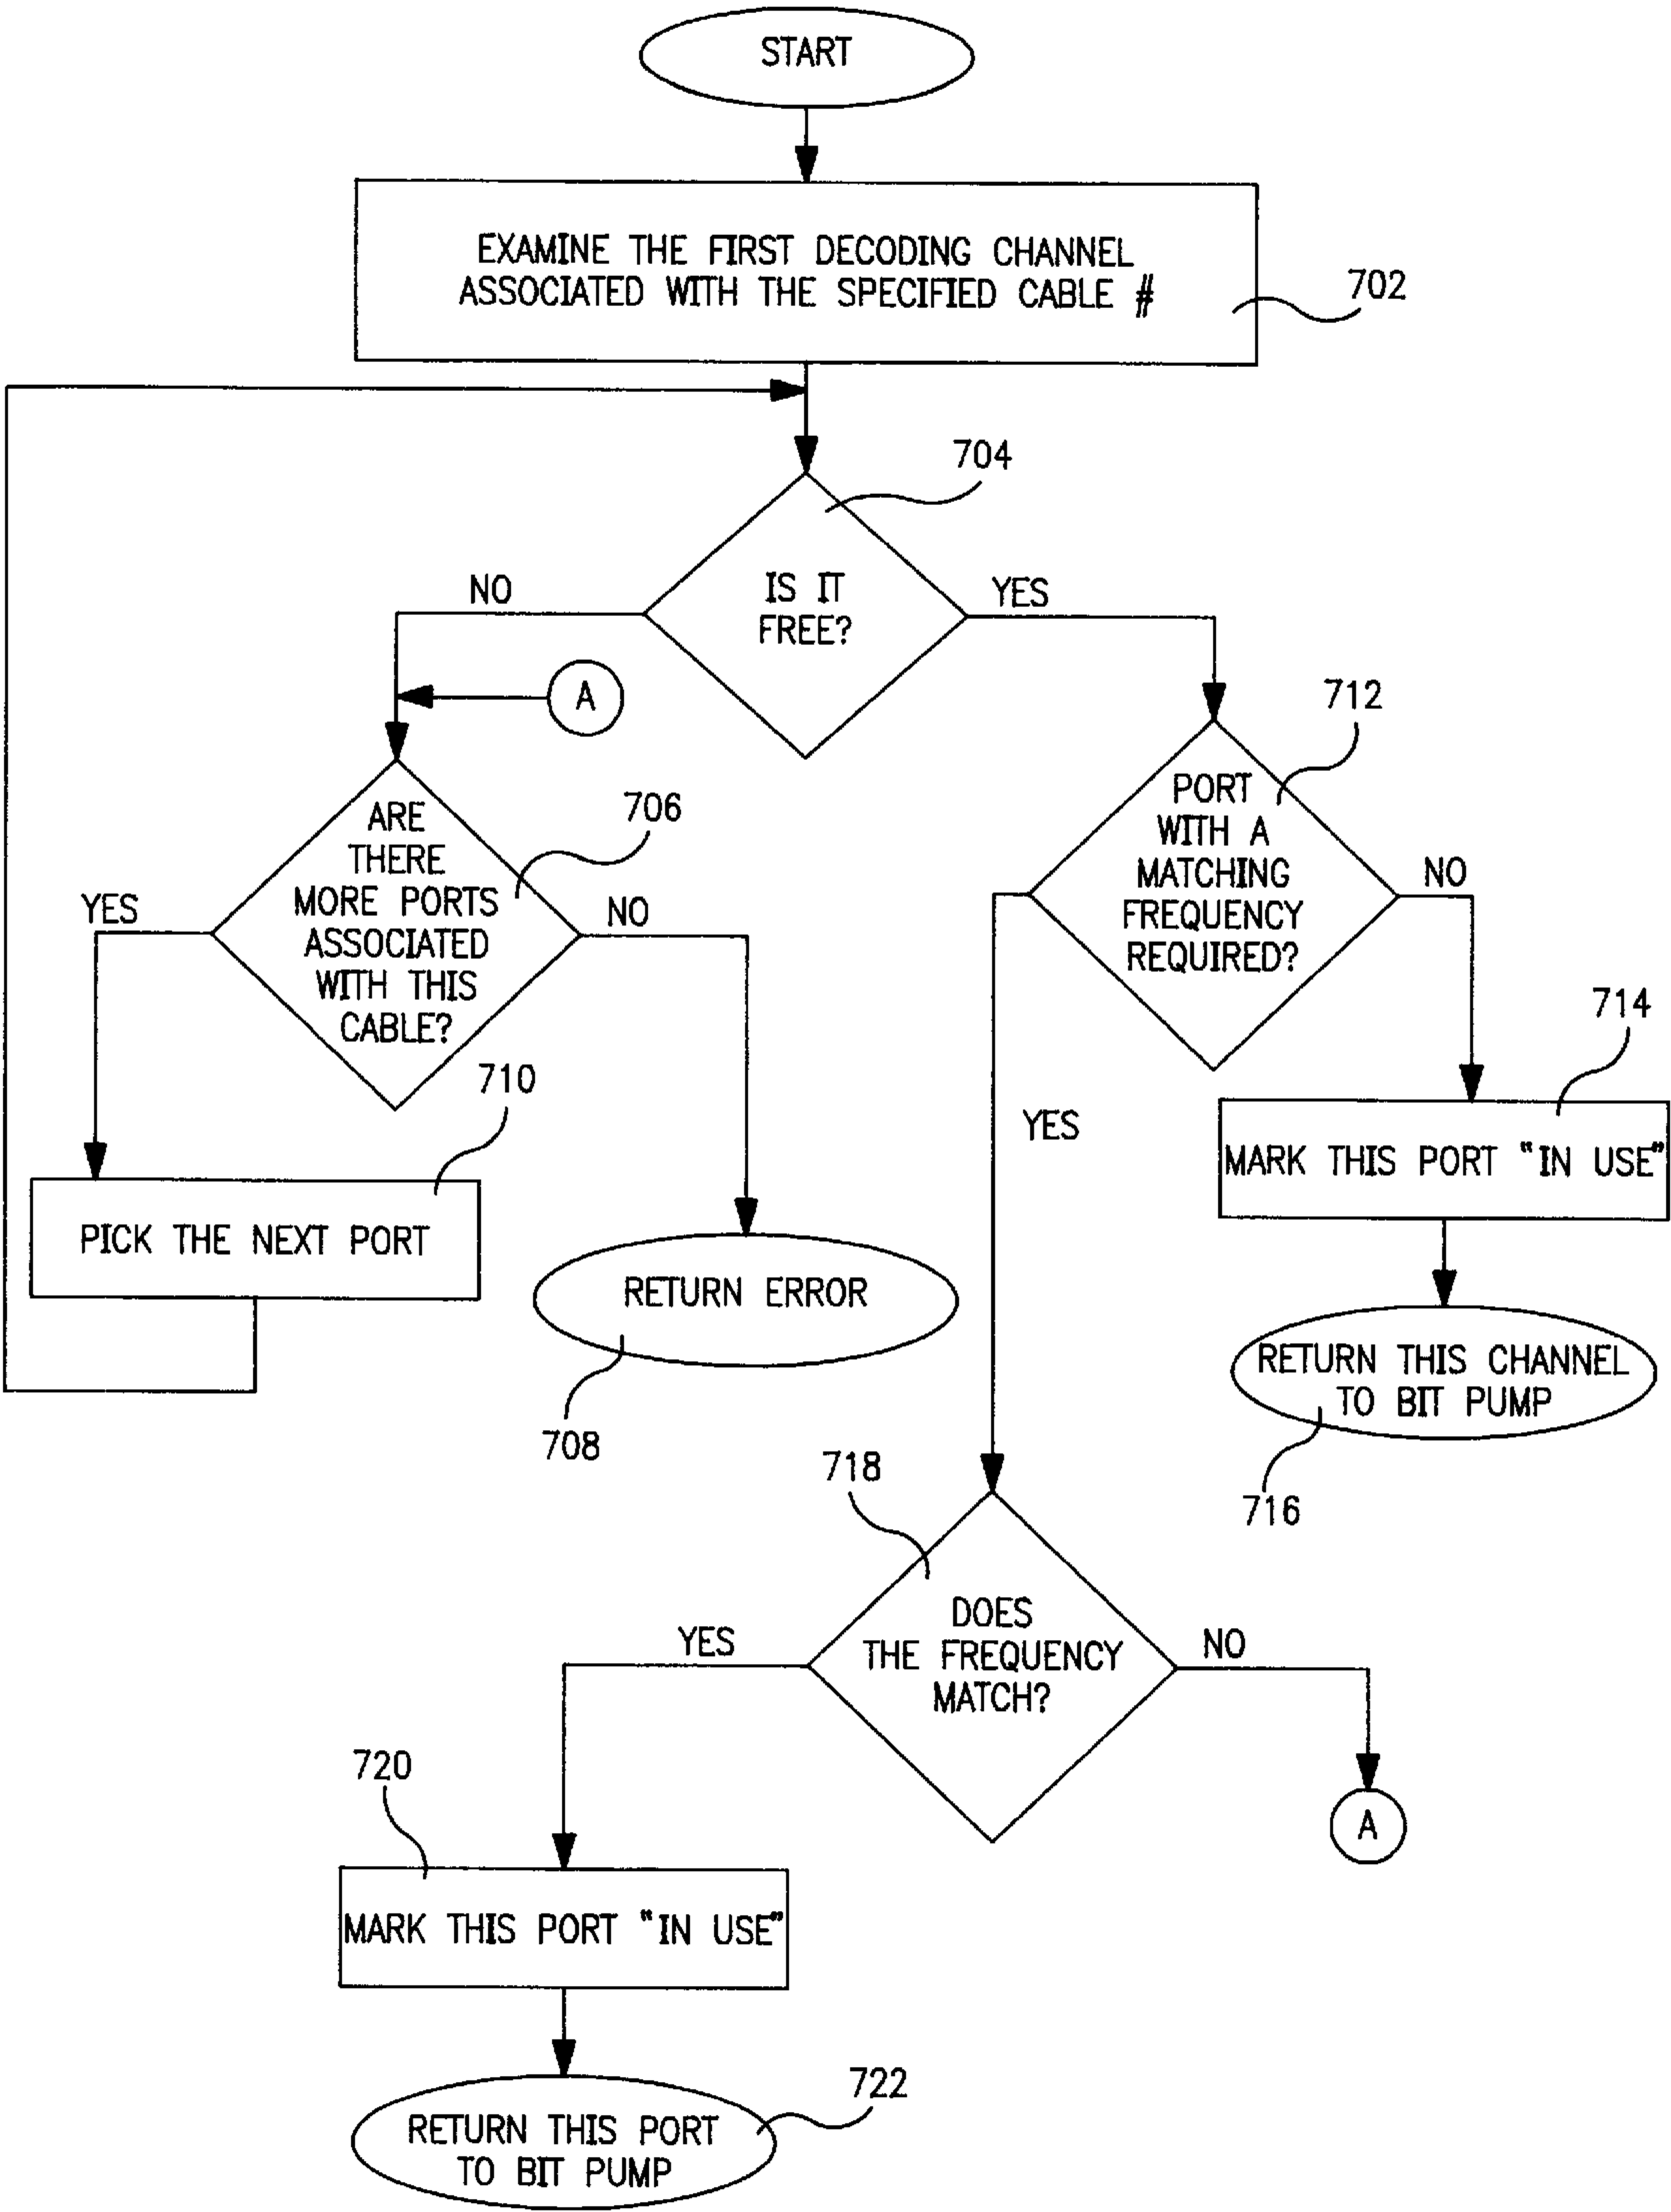 START
EXAMINE THE FIRST DECODING CHANNEL
ASSOCIATED WITH THE SPECIFIED CABLE #
702
704
IS IT
FREE?
NO
YES
A
712
PORT
WITH A
MATCHING
FREQUENCY
REQUIRED?
706
ARE
THERE
MORE PORTS
ASSOCIATED
WITH THIS
CABLE?
YES
NO
NO
YES
710
PICK THE NEXT PORT
714
MARK THIS PORT "IN USE"
RETURN ERROR
708
RETURN THIS CHANNEL
TO BIT PUMP
716
718
DOES
THE FREQUENCY
MATCH?
YES
NO
A
720
MARK THIS PORT "IN USE"
722
RETURN THIS PORT
TO BIT PUMP